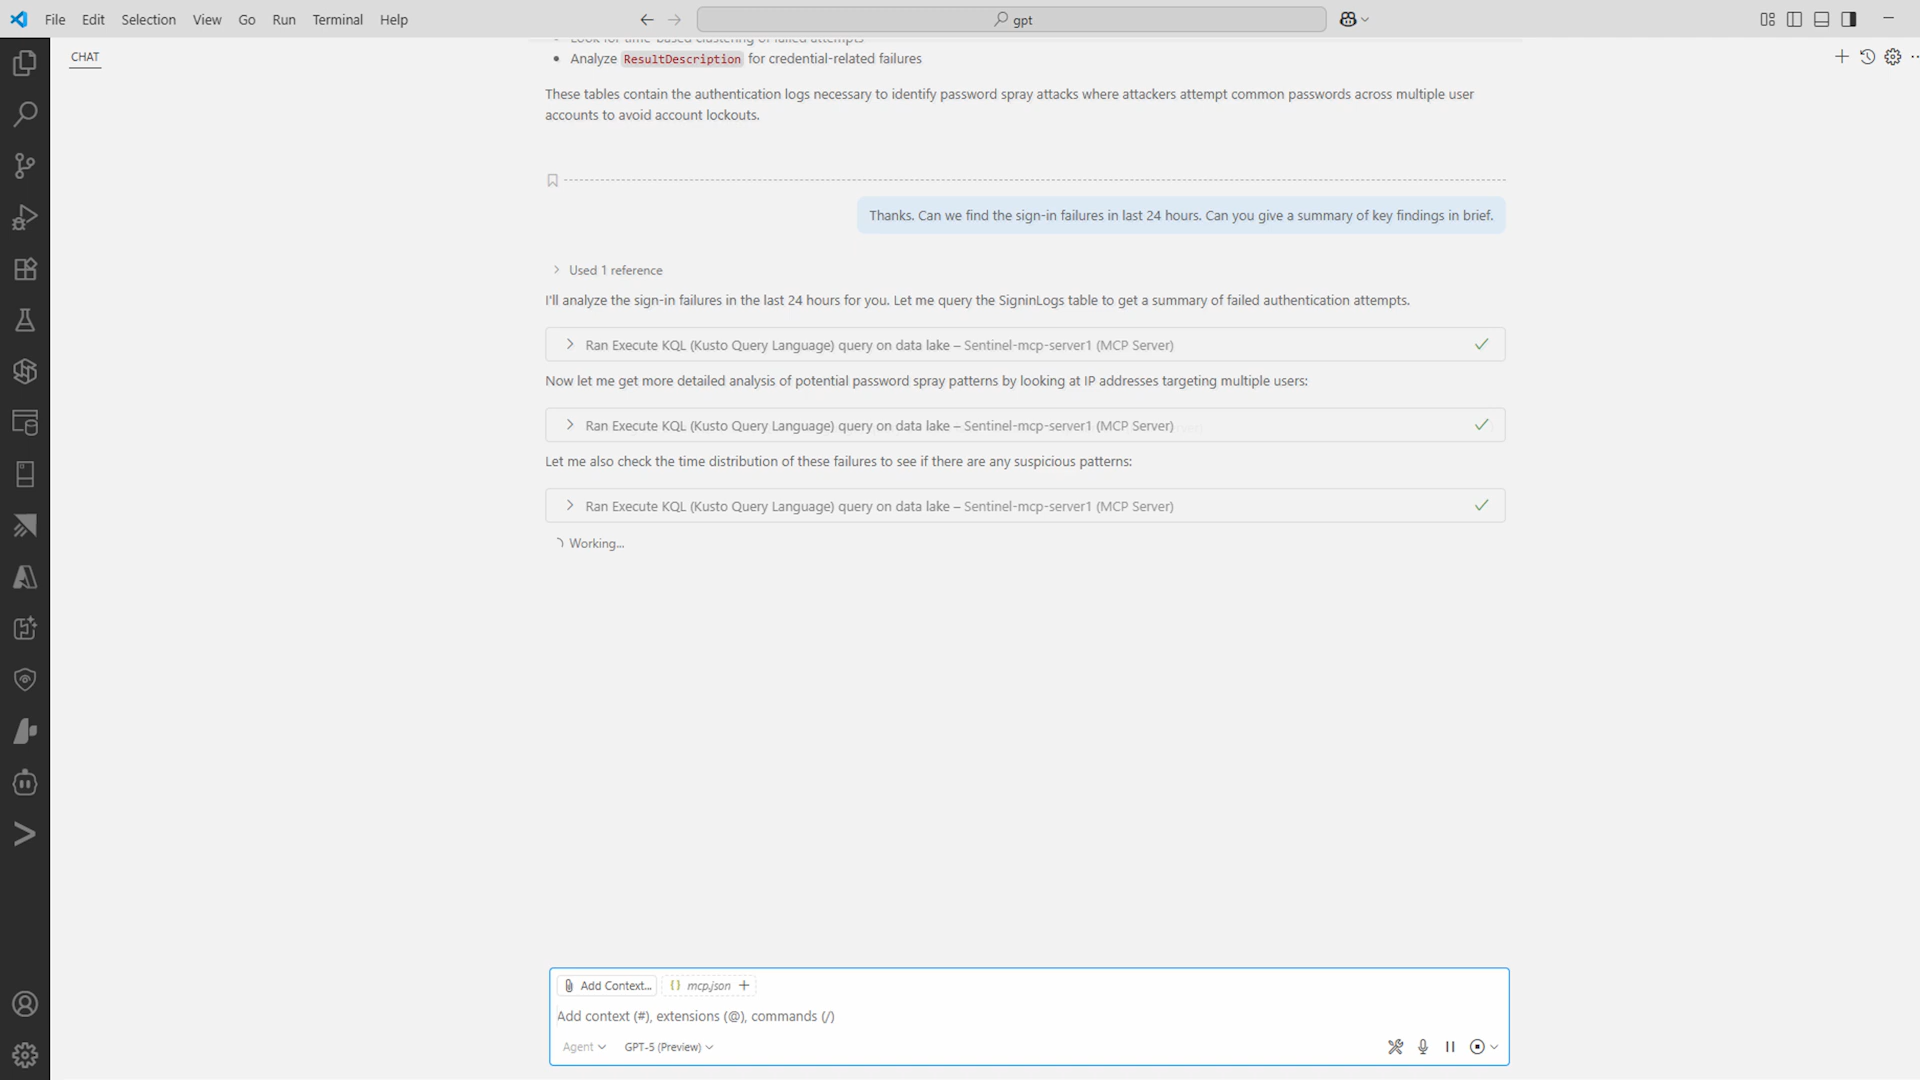 File Edit Selection View Go Run Terminal Help
gpt
CHAT
Look for time-based clustering of failed attempts
Analyze ResultDescription for credential-related failures
These tables contain the authentication logs necessary to identify password spray attacks where attackers attempt common passwords across multiple user
accounts to avoid account lockouts.
Thanks. Can we find the sign-in failures in last 24 hours. Can you give a summary of key findings in brief.
Used 1 reference
I'll analyze the sign-in failures in the last 24 hours for you. Let me query the SigninLogs table to get a summary of failed authentication attempts.
Ran Execute KQL (Kusto Query Language) query on data lake – Sentinel-mcp-server1 (MCP Server)
Now let me get more detailed analysis of potential password spray patterns by looking at IP addresses targeting multiple users:
Ran Execute KQL (Kusto Query Language) query on data lake – Sentinel-mcp-server1 (MCP Server)
Let me also check the time distribution of these failures to see if there are any suspicious patterns:
Ran Execute KQL (Kusto Query Language) query on data lake – Sentinel-mcp-server1 (MCP Server)
Working...
Add Context... {} mcp.json +
Add context (#), extensions (@), commands (/)
Agent GPT-5 (Preview)